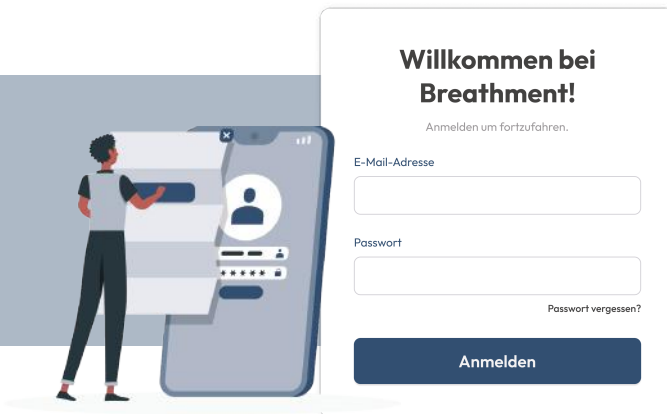 Willkommen bei
Breathment!
Anmelden um fortzufahren.
E-Mail-Adresse
Passwort
Passwort vergessen?
Anmelden
*****